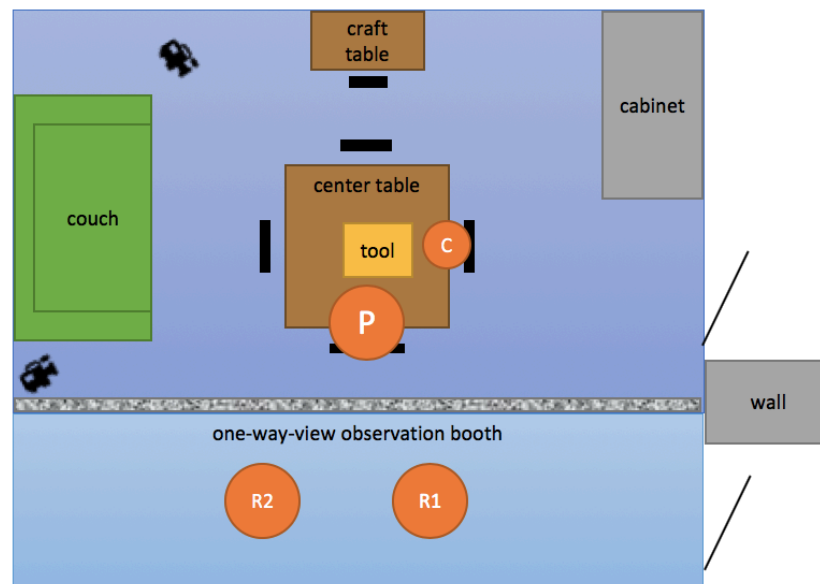 craft
table
cabinet
center table
couch
tool
C
P
wall
one-way-view observation booth
R2
R1